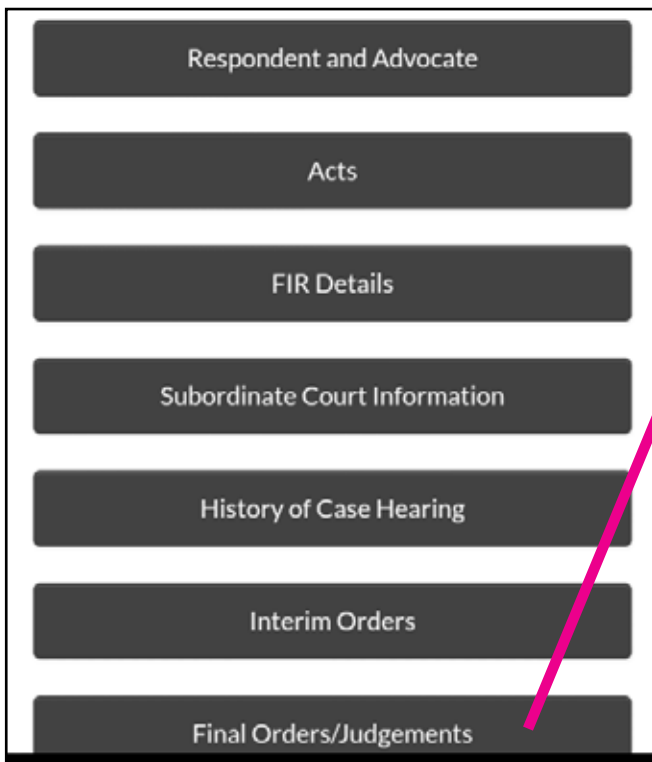 Respondent and Advocate
Acts
FIR Details
Subordinate Court Information
History of Case Hearing
Interim Orders
Final Orders/Judgements